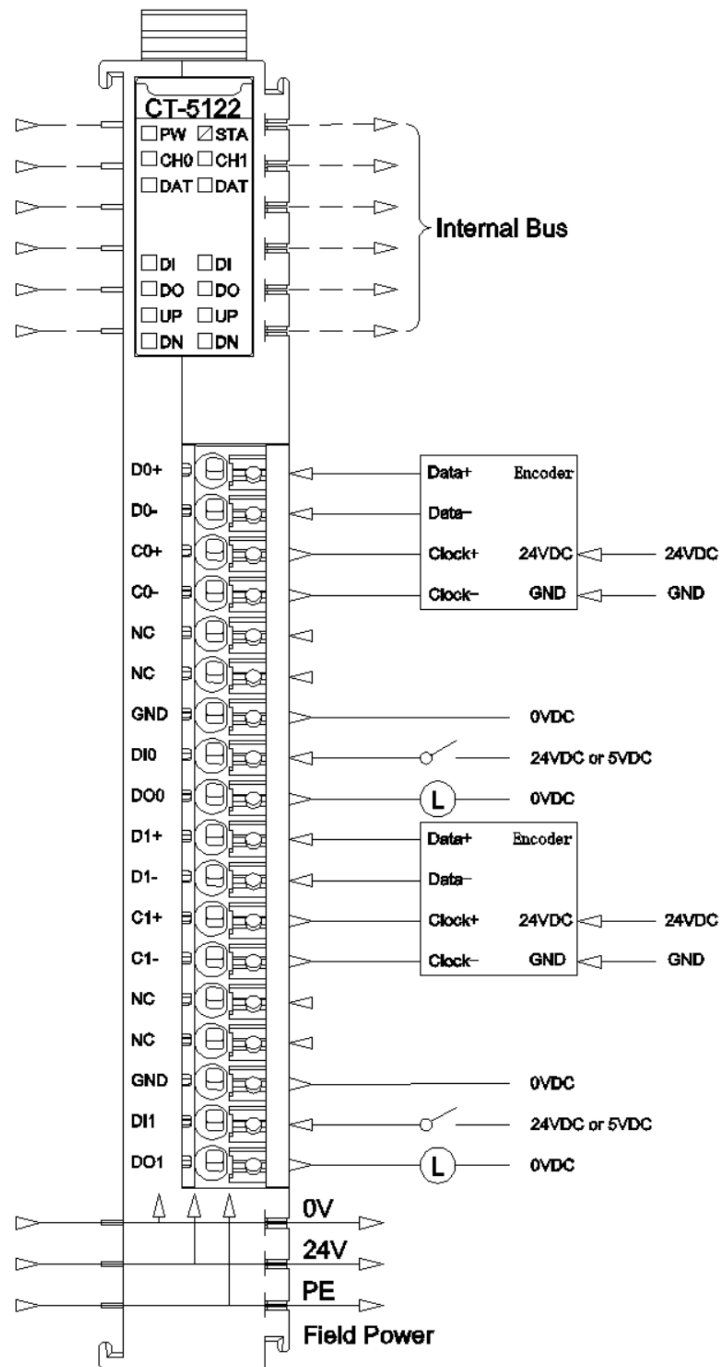 CT-5122
PW STA
CH0 CH1
DAT DAT
DI DI
DO DO
UP UP
DN DN
Internal Bus
D0+ Data+ Encoder
D0- Data-
C0+ Clock+ 24VDC 24VDC
C0- Clock- GND GND
NC
NC
GND 0VDC
DI0 24VDC or 5VDC
DO0 L 0VDC
D1+ Data+ Encoder
D1- Data-
C1+ Clock+ 24VDC 24VDC
C1- Clock- GND GND
NC
NC
GND 0VDC
DI1 24VDC or 5VDC
DO1 L 0VDC
0V
24V
PE
Field Power